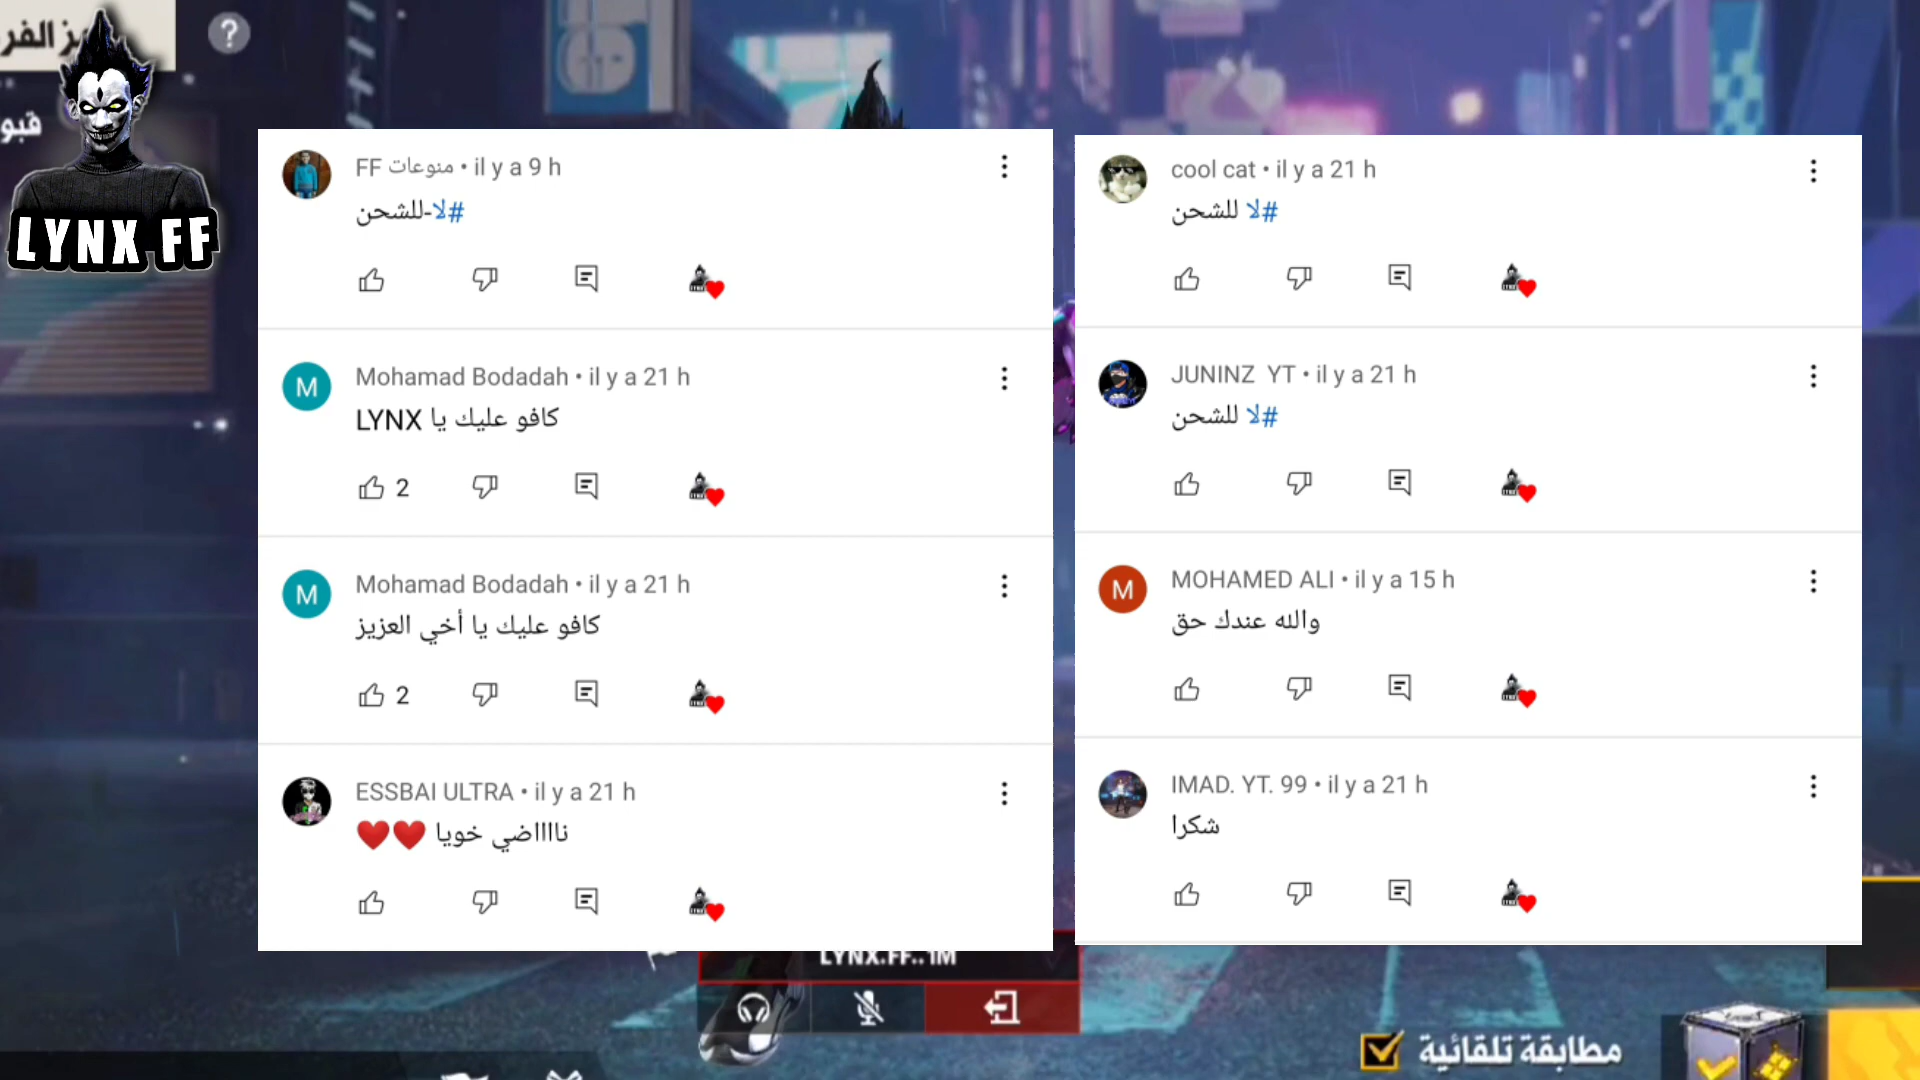 ?
LYNX FF
FF منوعات • il y a 9 h
#لا-للشحن
Mohamad Bodadah • il y a 21 h
كافو عليك يا LYNX
2
Mohamad Bodadah • il y a 21 h
كافو عليك يا أخي العزيز
2
ESSBAI ULTRA • il y a 21 h
نااااضي خويا ❤️❤️
cool cat • il y a 21 h
#لا للشحن
JUNINZ YT • il y a 21 h
#لا للشحن
MOHAMED ALI • il y a 15 h
والله عندك حق
IMAD. YT. 99 • il y a 21 h
شكرا
LYNX.FF..1M
مطابقة تلقائية